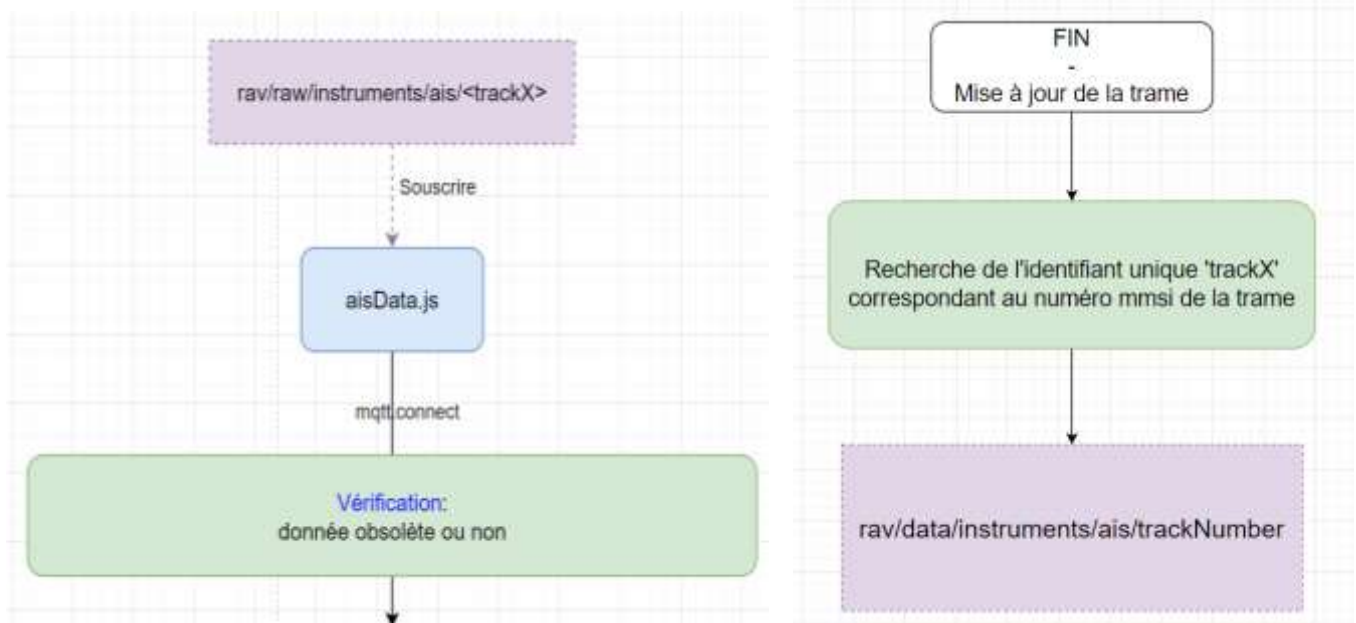 rav/raw/instruments/ais/<trackX>
Souscrire
aisData.js
mqtt.connect
Vérification:
donnée obsolète ou non
FIN
-
Mise à jour de la trame
Recherche de l'identifiant unique 'trackX'
correspondant au numéro mmsi de la trame
rav/data/instruments/ais/trackNumber